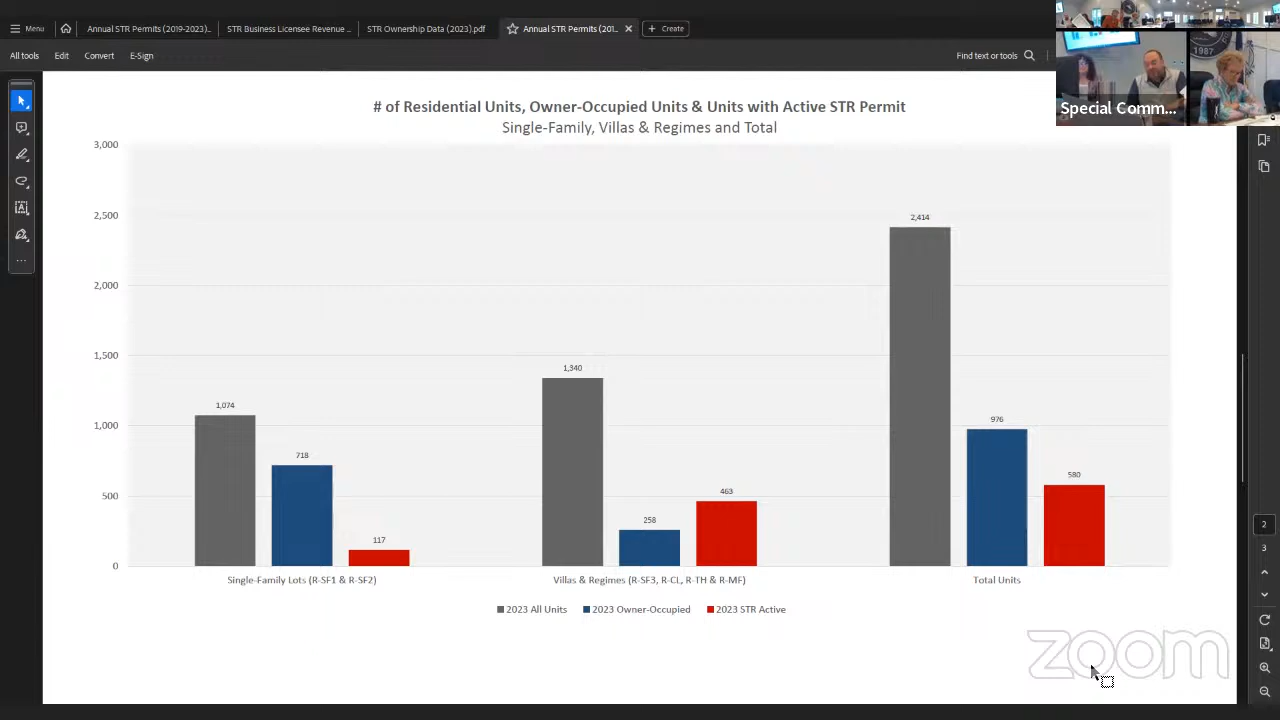 Menu
Annual STR Permits (2019-2023)...
STR Business Licensee Revenue ...
STR Ownership Data (2023).pdf
Annual STR Permits (201...
Create
All tools
Edit
Convert
E-Sign
Find text or tools
1987
Special Comm...
# of Residential Units, Owner-Occupied Units & Units with Active STR Permit
Single-Family, Villas & Regimes and Total
3,000
2,500
2,000
1,500
1,000
500
0
1,074
718
117
1,340
258
463
2,414
976
580
Single-Family Lots (R-SF1 & R-SF2)
Villas & Regimes (R-SF3, R-CL, R-TH & R-MF)
Total Units
2023 All Units
2023 Owner-Occupied
2023 STR Active
2
3
zoom